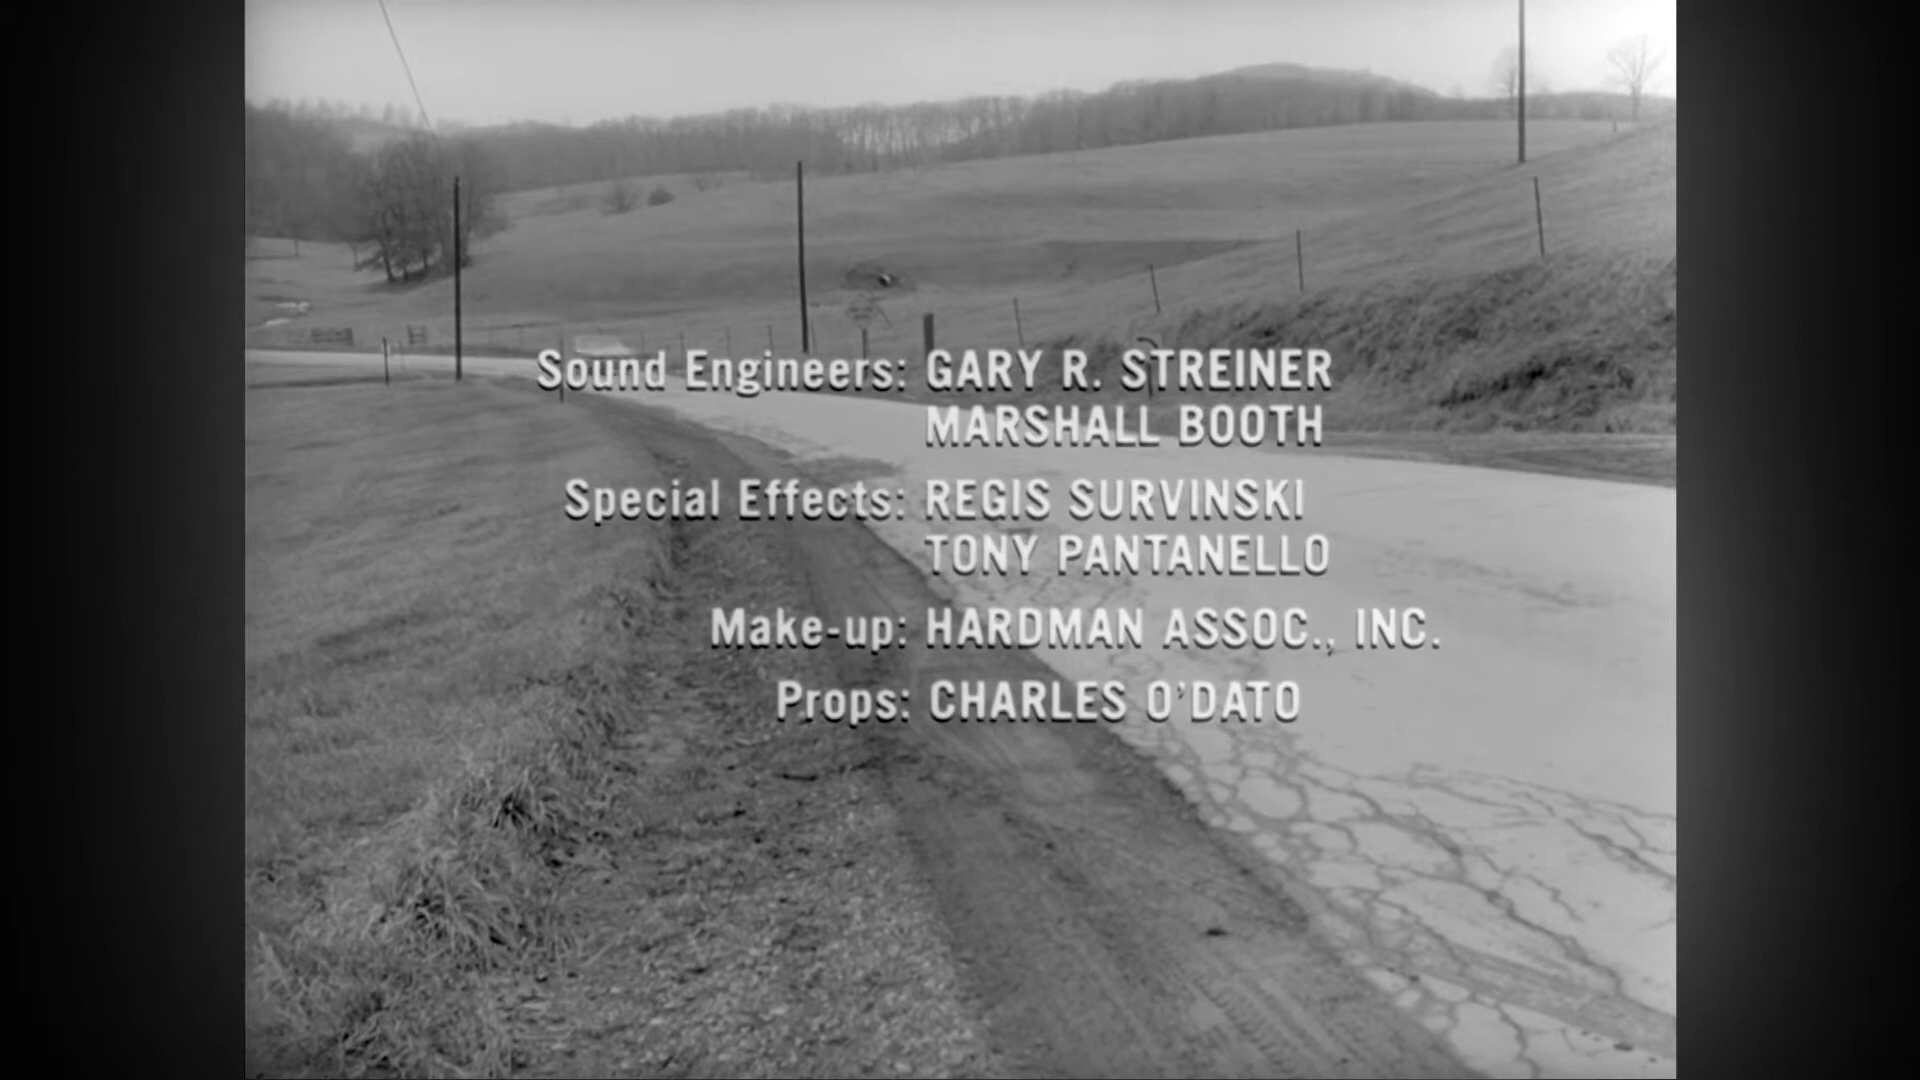 Sound Engineers: GARY R. STREINER
MARSHALL BOOTH
Special Effects: REGIS SURVINSKI
TONY PANTANELLO
Make-up: HARDMAN ASSOC., INC.
Props: CHARLES O'DATO